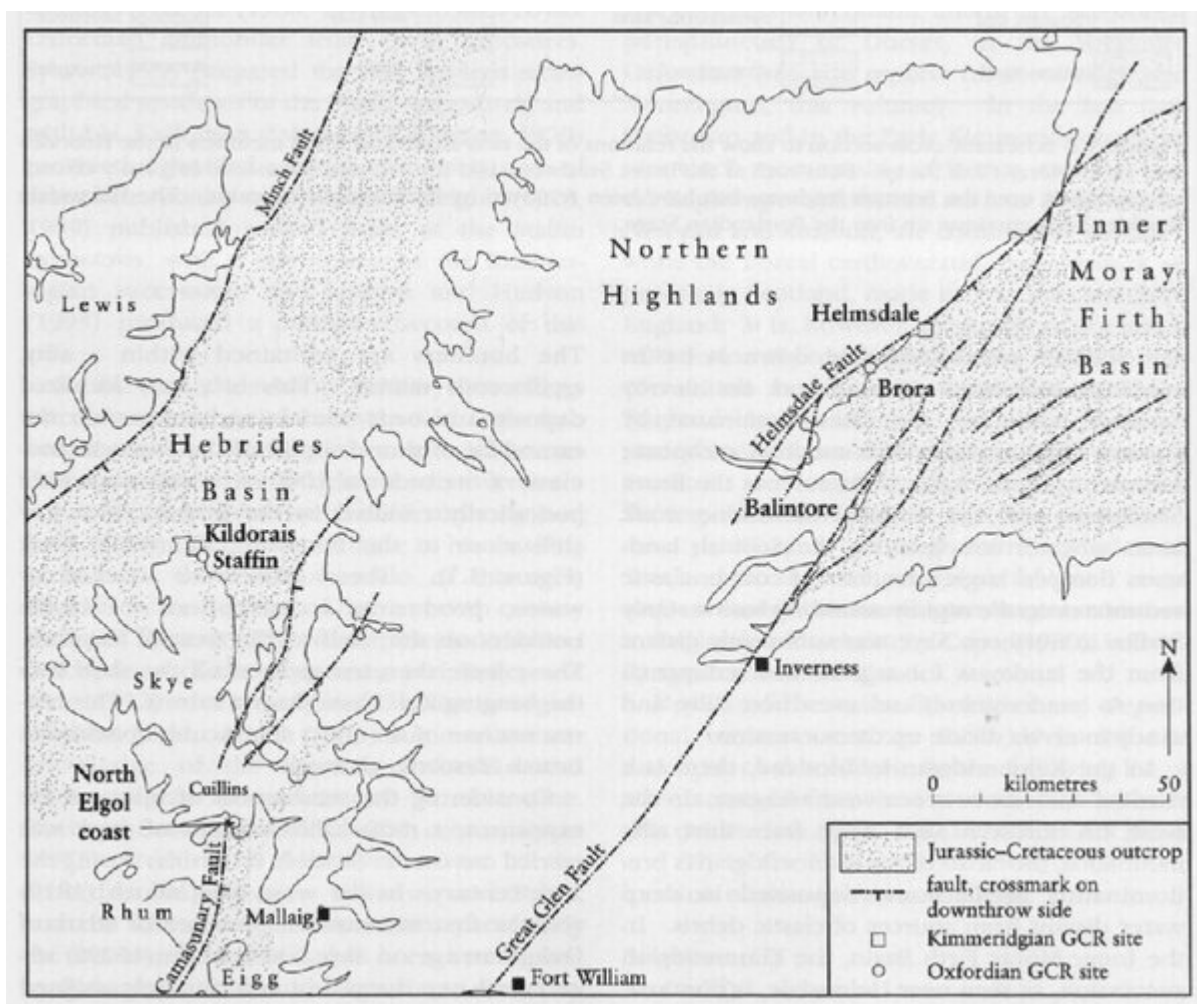 Minch Fault
Northern
Highlands
Inner
Moray
Firth
Basin
Lewis
Helmsdale
Helmsdale Fault
Brora
Hebrides
Basin
Balintore
Kildorais
Staffin
Inverness
N
Skye
North
Elgol
coast
Cuillins
0 kilometres 50
Camasunary Fault
Rhum
Mallaig
Eigg
Great Glen Fault
Fort William
Jurassic–Cretaceous outcrop
fault, crossmark on
downthrow side
Kimmeridgian GCR site
Oxfordian GCR site